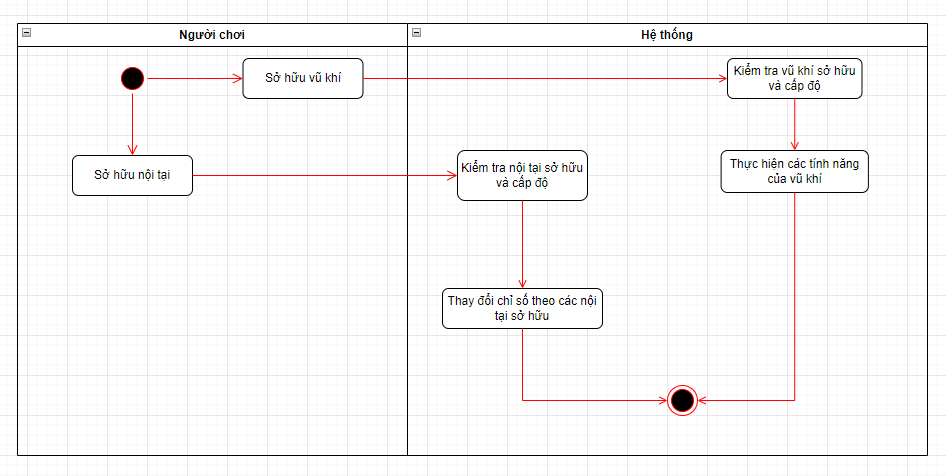 Người chơi
Hệ thống
Sở hữu vũ khí
Kiểm tra vũ khí sở hữu
và cấp độ
Sở hữu nội tại
Kiểm tra nội tại sở hữu
và cấp độ
Thực hiện các tính năng
của vũ khí
Thay đổi chỉ số theo các nội
tại sở hữu